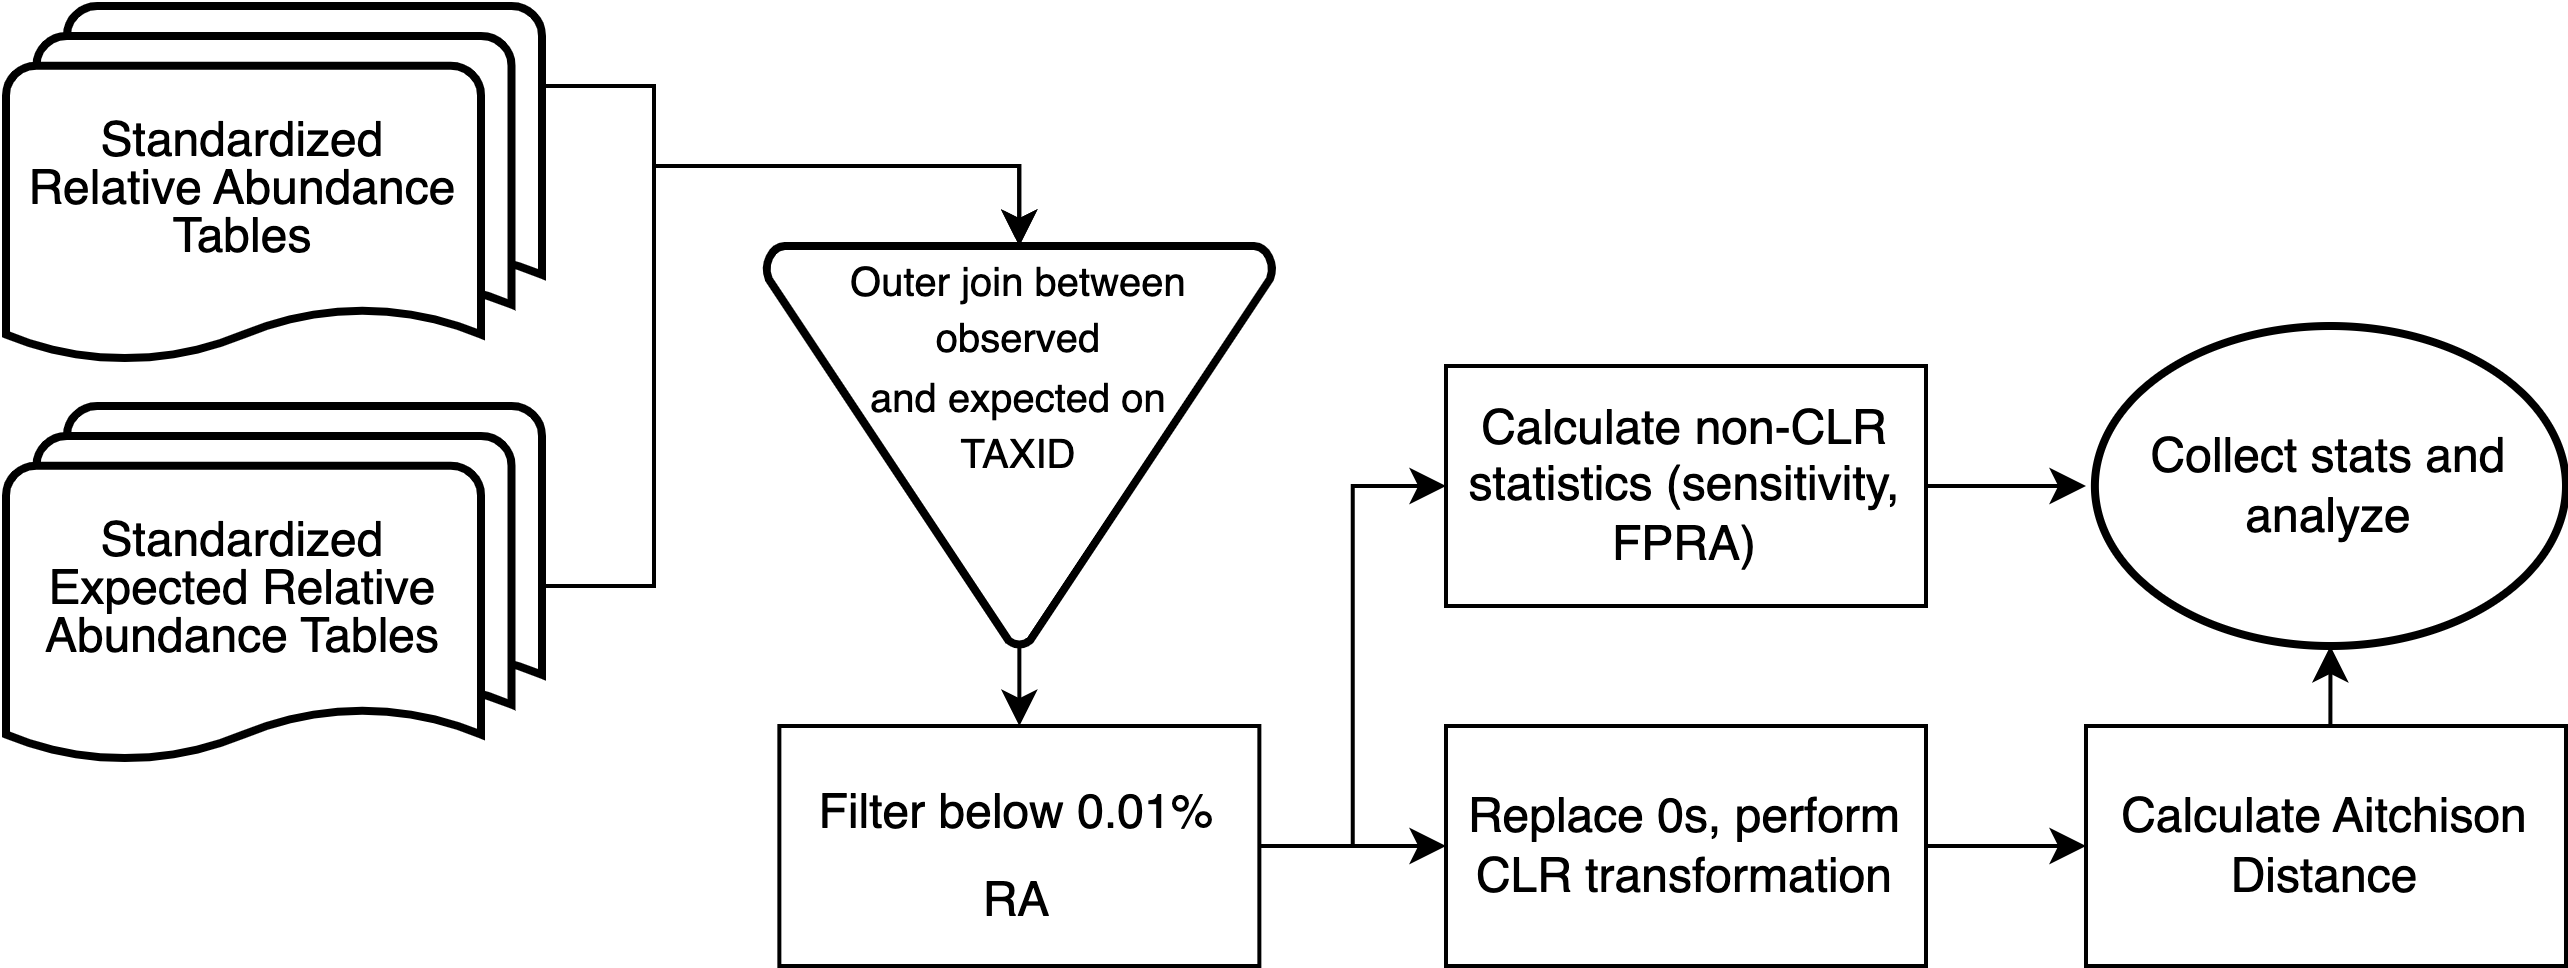 Standardized
Relative Abundance
Tables
Standardized
Expected Relative
Abundance Tables
Outer join between
observed
and expected on
TAXID
Filter below 0.01%
RA
Calculate non-CLR
statistics (sensitivity,
FPRA)
Replace 0s, perform
CLR transformation
Calculate Aitchison
Distance
Collect stats and
analyze